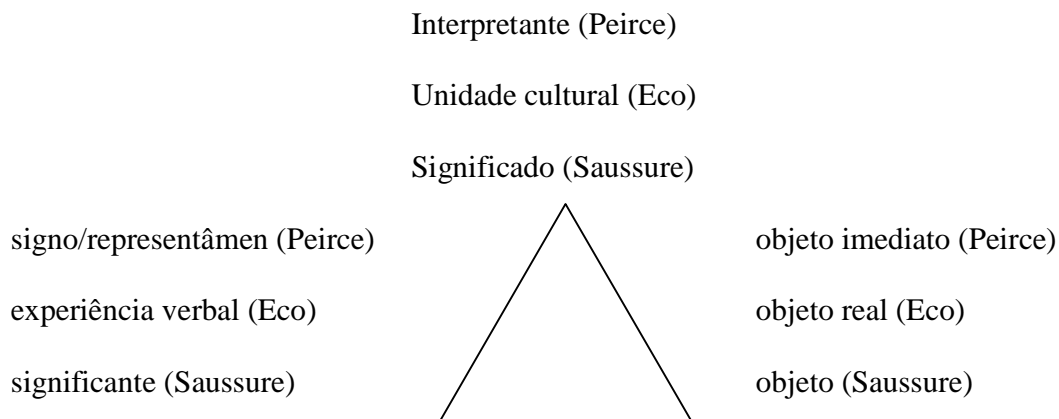 Interpretante (Peirce)
Unidade cultural (Eco)
Significado (Saussure)
signo/representâmen (Peirce)
objeto imediato (Peirce)
experiência verbal (Eco)
objeto real (Eco)
significante (Saussure)
objeto (Saussure)